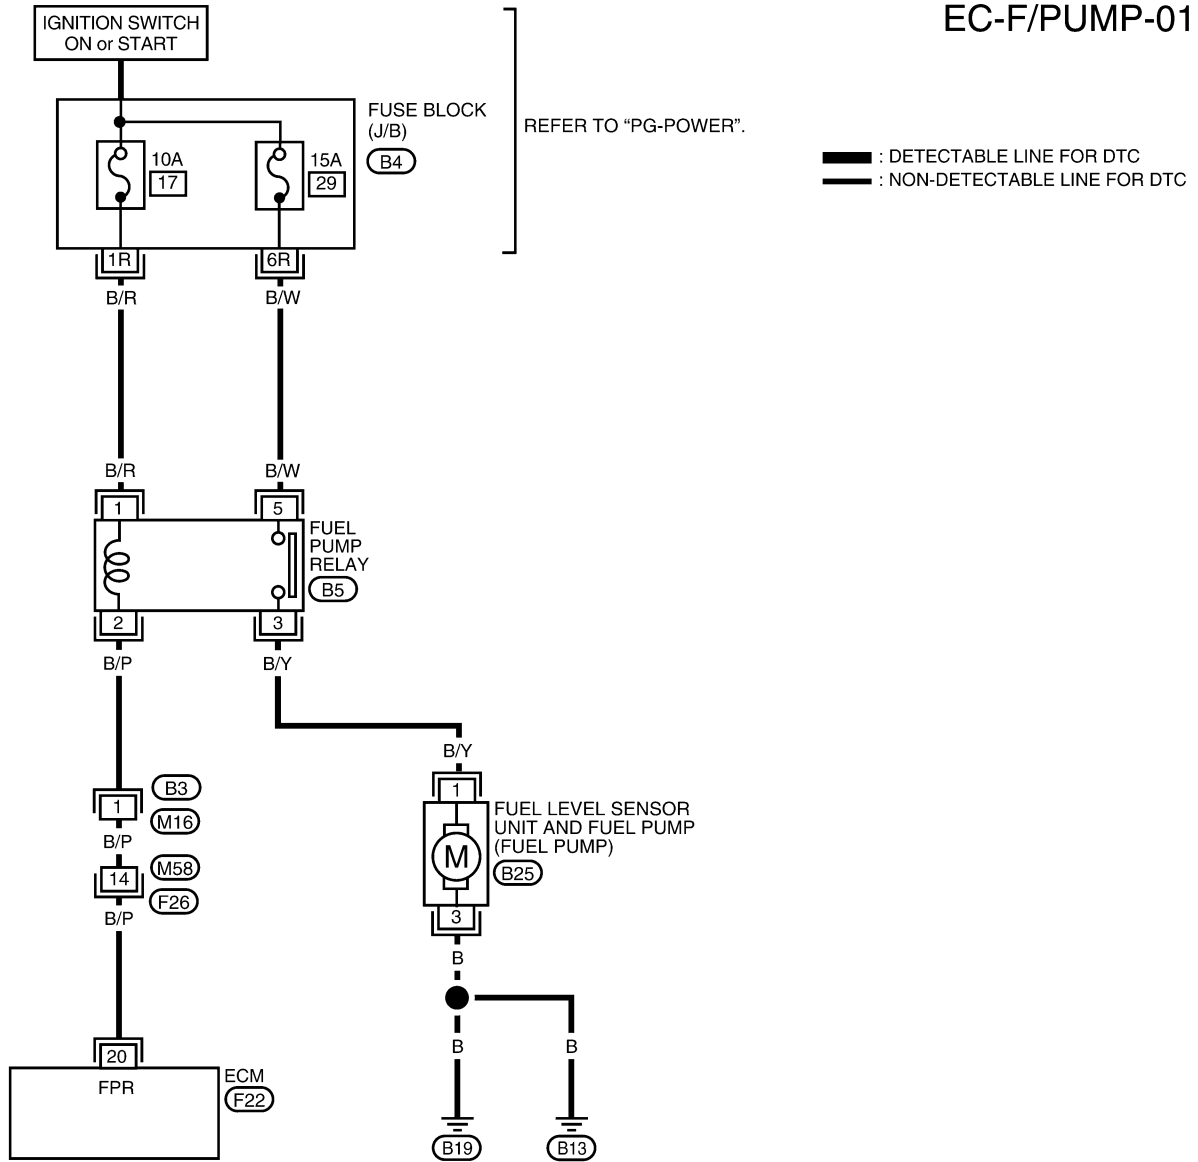 EC-F/PUMP-01
IGNITION SWITCH
ON or START
FUSE BLOCK
(J/B)
B4
REFER TO “PG-POWER”.
: DETECTABLE LINE FOR DTC
: NON-DETECTABLE LINE FOR DTC
10A
17
15A
29
1R
6R
B/R
B/W
B/R
B/W
1
5
FUEL
PUMP
RELAY
B5
2
3
B/P
B/Y
B/Y
1
B3
M16
B/P
14
M58
F26
B/P
1
FUEL LEVEL SENSOR
UNIT AND FUEL PUMP
(FUEL PUMP)
B25
M
3
B
B
B
B19
B13
20
FPR
ECM
F22